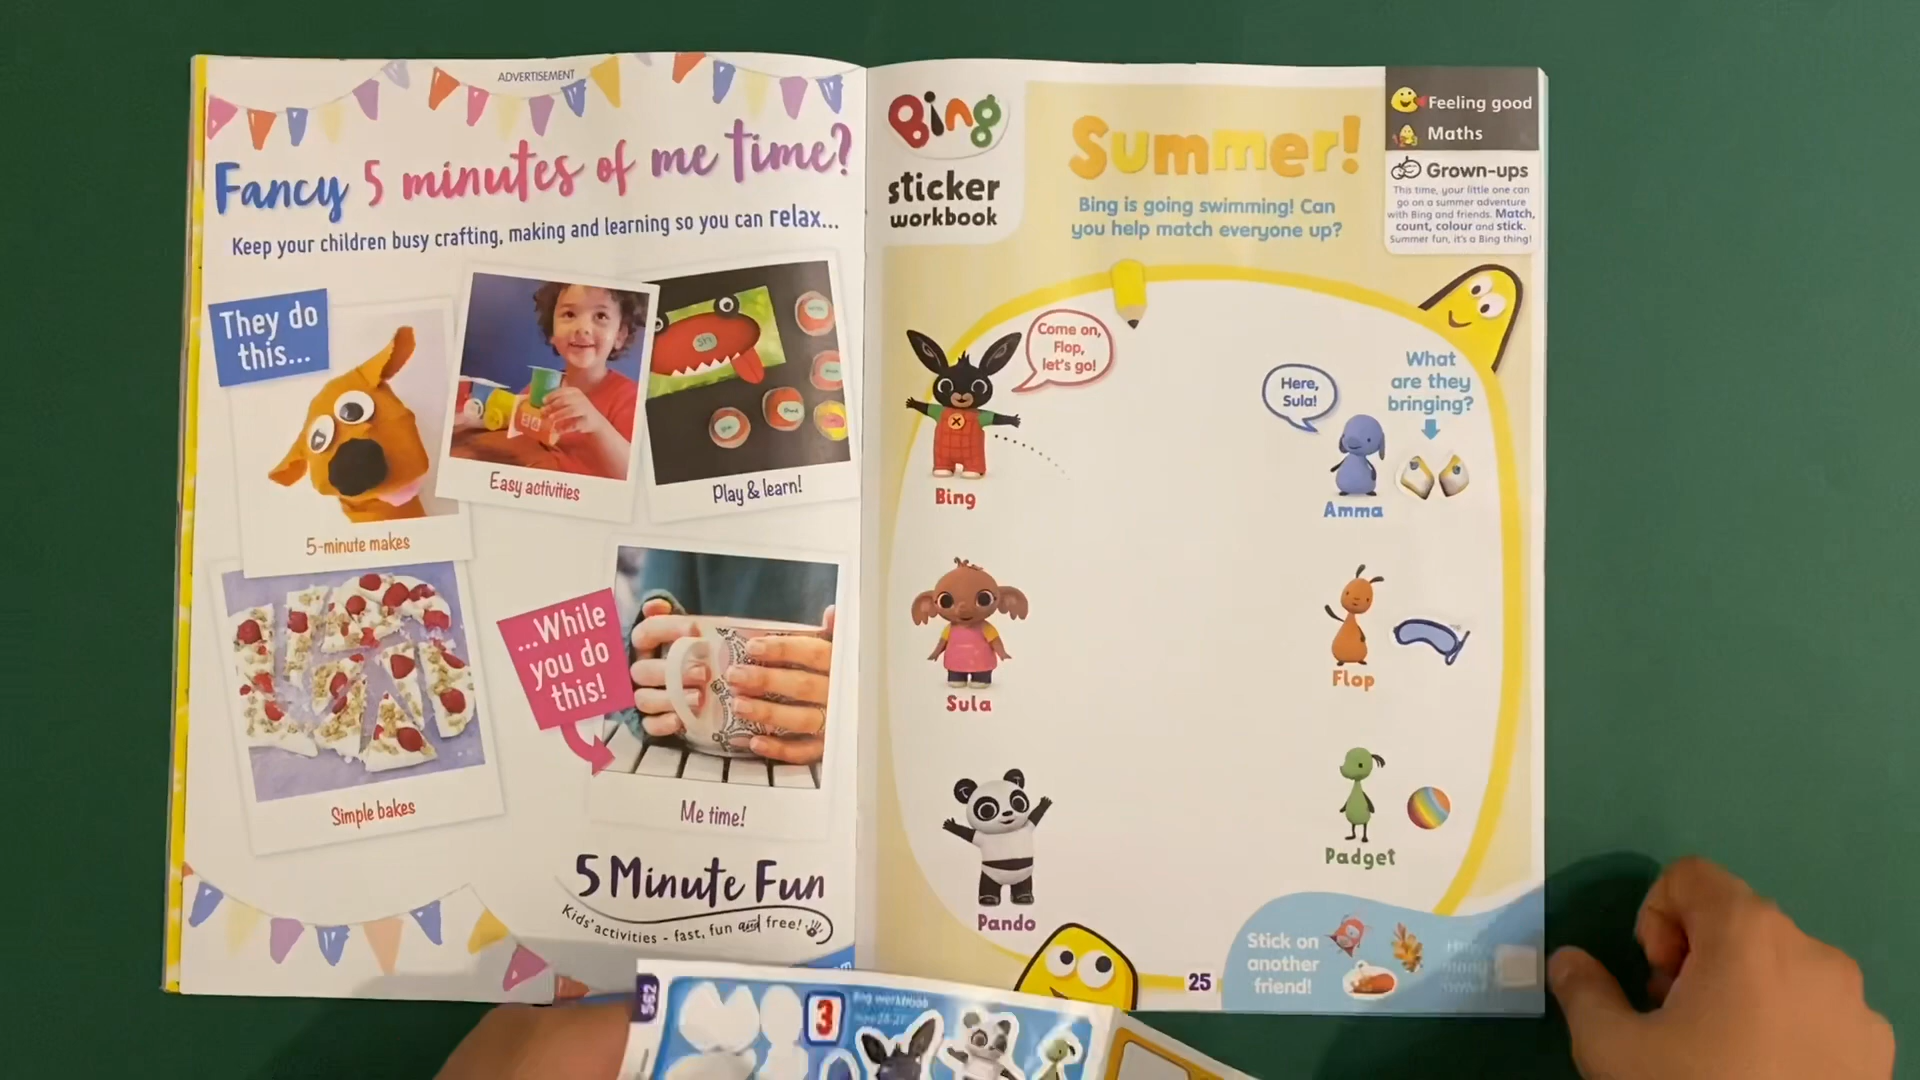 ADVERTISEMENT
Fancy 5 minutes of me time?
Keep your children busy crafting, making and learning so you can relax...
They do
this...
5-minute makes
Easy activities
Play & learn!
Simple bakes
...While
you do
this!
Me time!
5 Minute Fun
Kids' activities - fast, fun and free!
Bing
sticker
workbook
Summer!
Bing is going swimming! Can
you help match everyone up?
Feeling good
Maths
Grown-ups
This time, your little one can
go on a summer adventure
with Bing and friends. Match,
count, colour and stick.
Summer fun, it's a Bing thing!
Come on,
Flop,
let's go!
Bing
Here,
Sula!
What
are they
bringing?
Amma
Sula
Flop
Pando
Padget
25
Stick on
another
friend!
562
3
Bing workbook